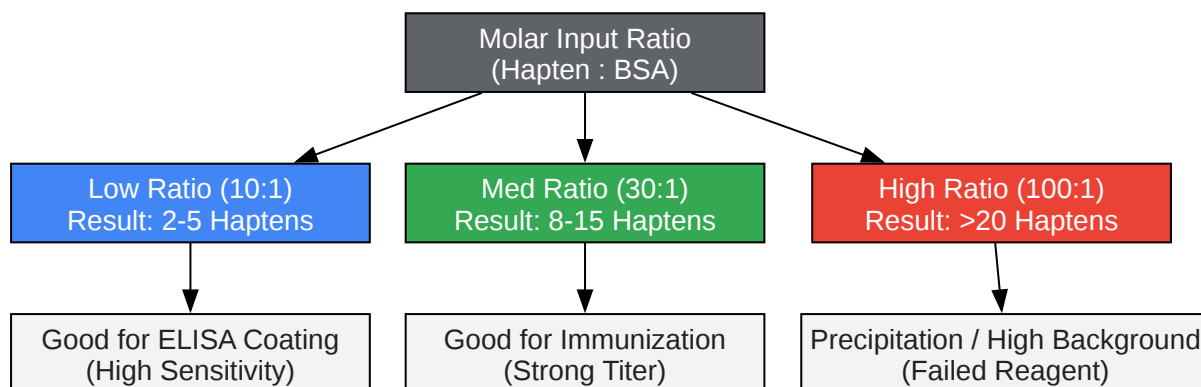 Molar Input Ratio
(Hapten : BSA)
Low Ratio (10:1)
Result: 2-5 Haptens
Med Ratio (30:1)
Result: 8-15 Haptens
High Ratio (100:1)
Result: >20 Haptens
Good for ELISA Coating
(High Sensitivity)
Good for Immunization
(Strong Titer)
Precipitation / High Background
(Failed Reagent)